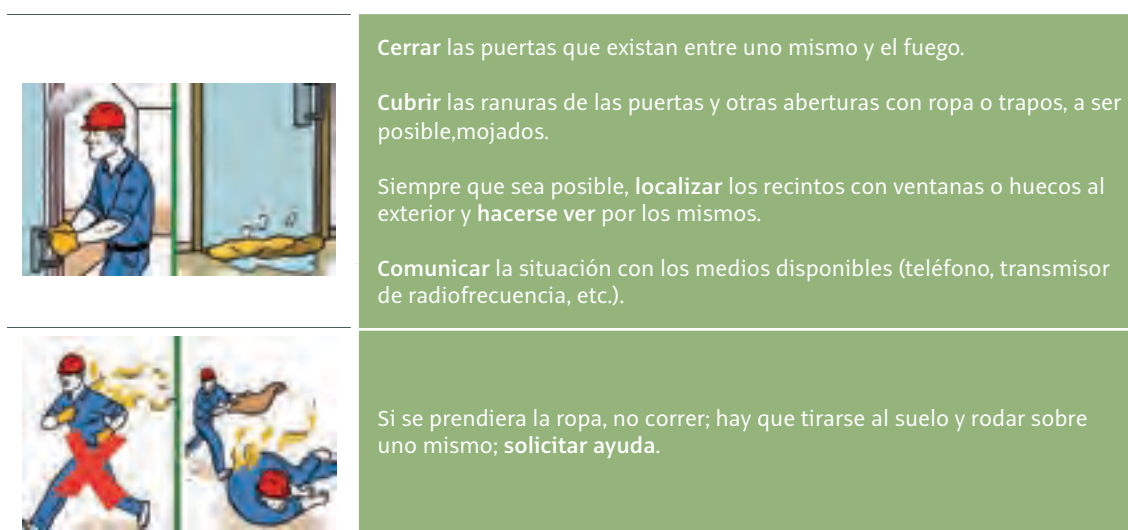 Cerrar las puertas que existan entre uno mismo y el fuego.
Cubrir las ranuras de las puertas y otras aberturas con ropa o trapos, a ser
posible,mojados.
Siempre que sea posible, localizar los recintos con ventanas o huecos al
exterior y hacerse ver por los mismos.
Comunicar la situación con los medios disponibles (teléfono, transmisor
de radiofrecuencia, etc.).
Si se prendiera la ropa, no correr; hay que tirarse al suelo y rodar sobre
uno mismo; solicitar ayuda.